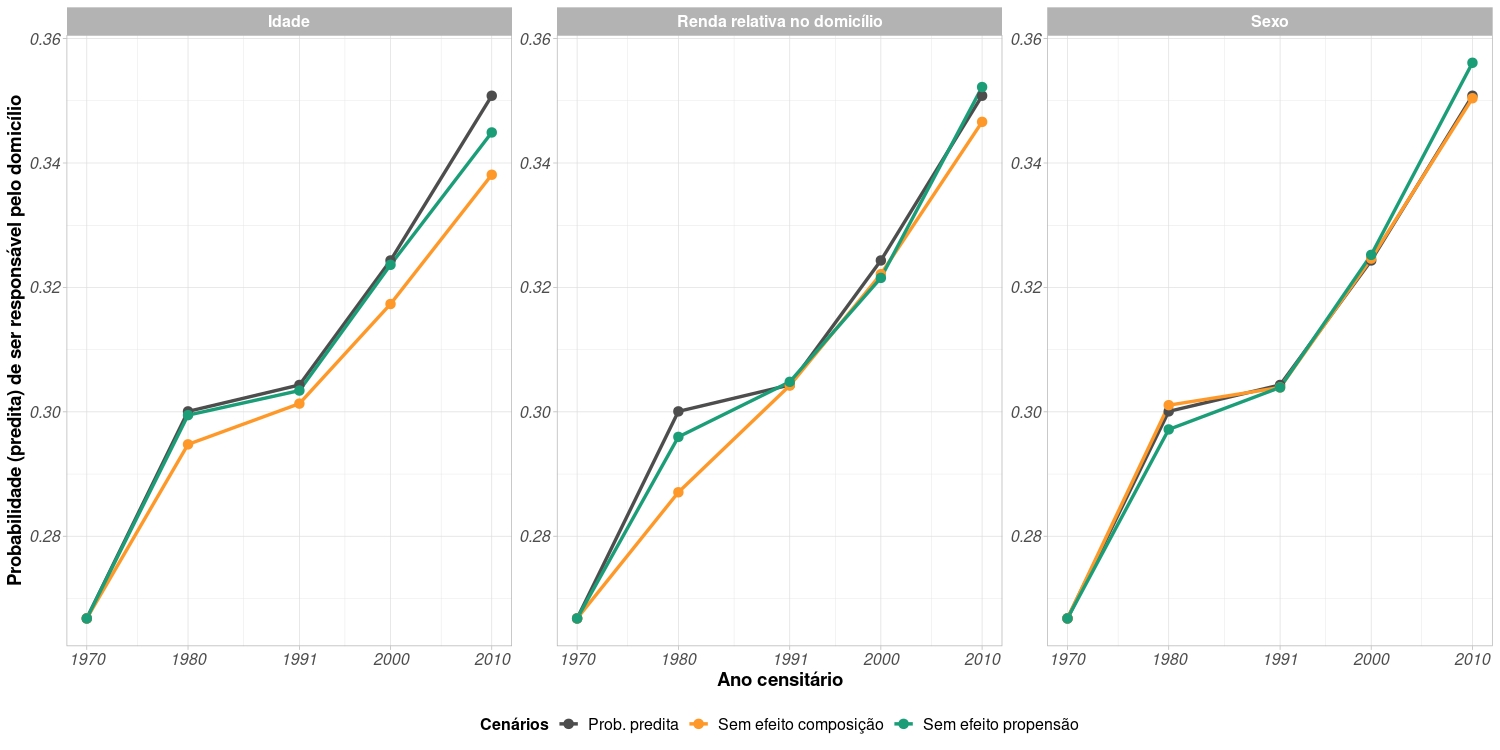 Idade
Renda relativa no domicílio
Sexo
Probabilidade (predita) de ser responsável pelo domicílio
0.36
0.34
0.32
0.30
0.28
0.36
0.34
0.32
0.30
0.28
0.36
0.34
0.32
0.30
0.28
1970 1980 1991 2000 2010
1970 1980 1991 2000 2010
1970 1980 1991 2000 2010
Ano censitário
Cenários Prob. predita Sem efeito composição Sem efeito propensão